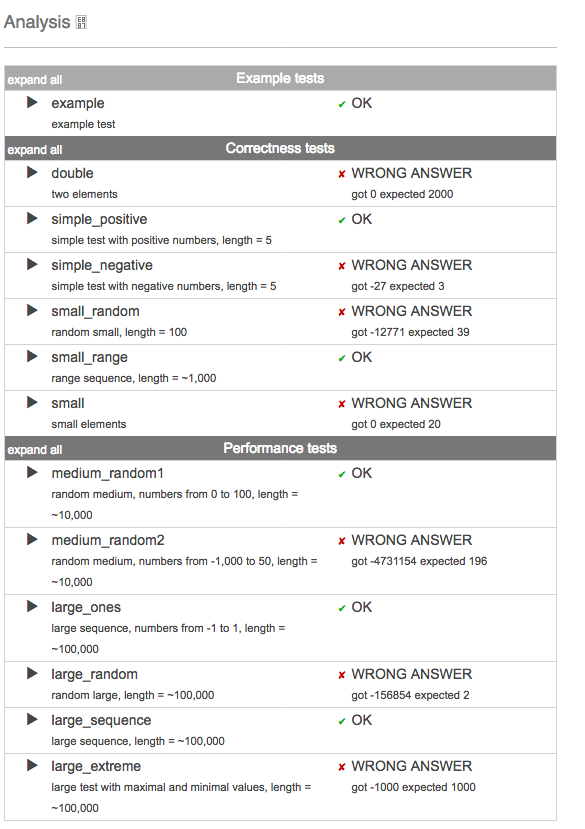 Analysis
expand all Example tests
example ✔ OK
example test
expand all Correctness tests
double ✘ WRONG ANSWER
two elements got 0 expected 2000
simple_positive ✔ OK
simple test with positive numbers, length = 5
simple_negative ✘ WRONG ANSWER
simple test with negative numbers, length = 5 got -27 expected 3
small_random ✘ WRONG ANSWER
random small, length = 100 got -12771 expected 39
small_range ✔ OK
range sequence, length = ~1,000
small ✘ WRONG ANSWER
small elements got 0 expected 20
expand all Performance tests
medium_random1 ✔ OK
random medium, numbers from 0 to 100, length =
~10,000
medium_random2 ✘ WRONG ANSWER
random medium, numbers from -1,000 to 50, length = got -4731154 expected 196
~10,000
large_ones ✔ OK
large sequence, numbers from -1 to 1, length =
~100,000
large_random ✘ WRONG ANSWER
random large, length = ~100,000 got -156854 expected 2
large_sequence ✔ OK
large sequence, length = ~100,000
large_extreme ✘ WRONG ANSWER
large test with maximal and minimal values, length = got -1000 expected 1000
~100,000